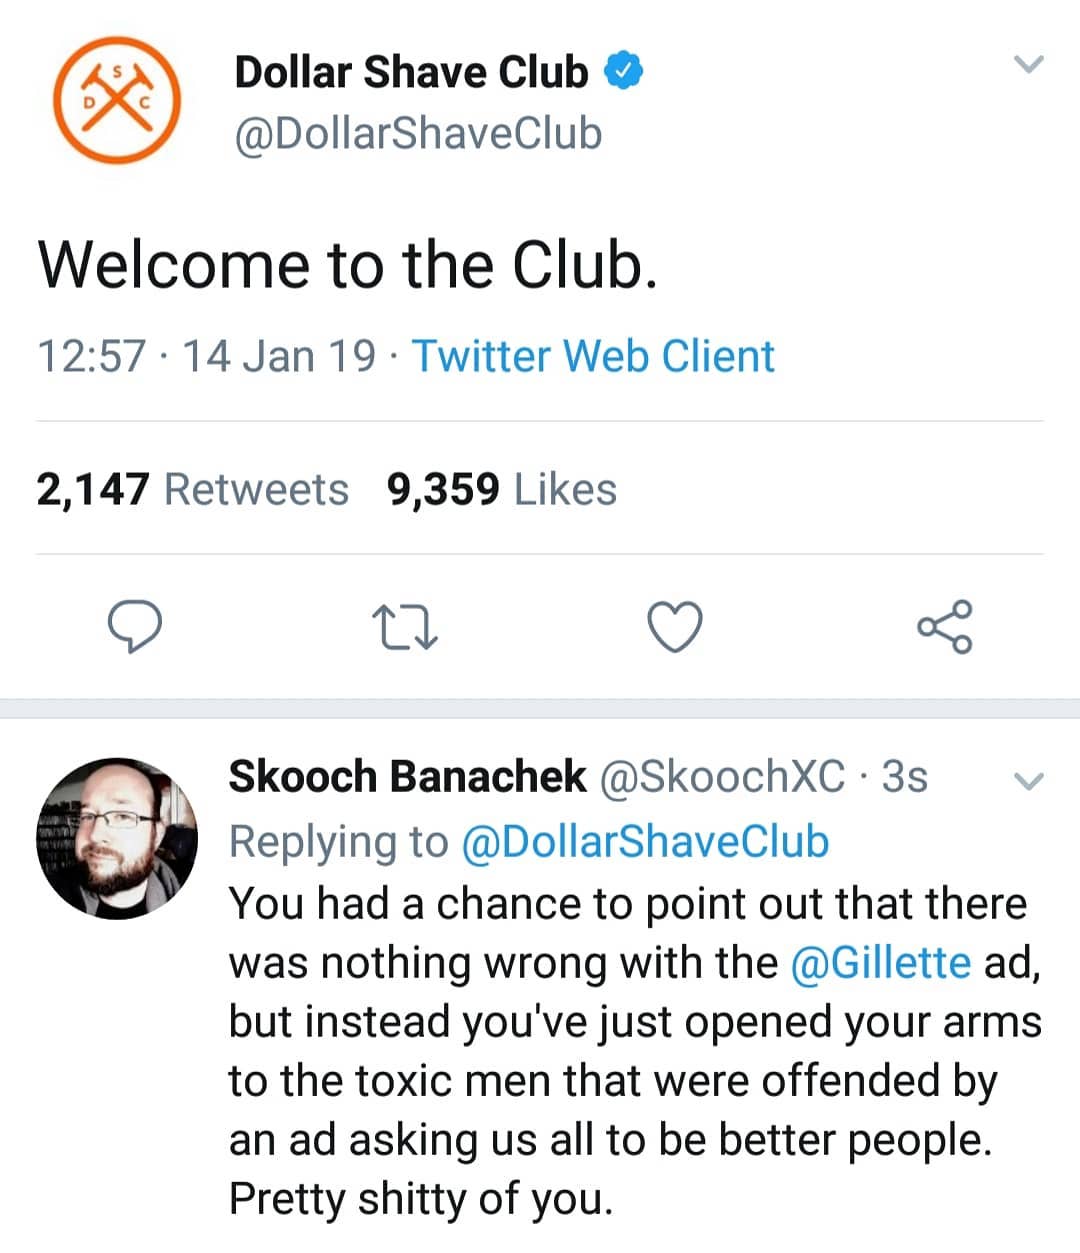 S
D C
Dollar Shave Club
@DollarShaveClub
Welcome to the Club.
12:57 · 14 Jan 19 · Twitter Web Client
2,147 Retweets 9,359 Likes
Skooch Banachek @SkoochXC · 3s
Replying to @DollarShaveClub
You had a chance to point out that there
was nothing wrong with the @Gillette ad,
but instead you've just opened your arms
to the toxic men that were offended by
an ad asking us all to be better people.
Pretty shitty of you.